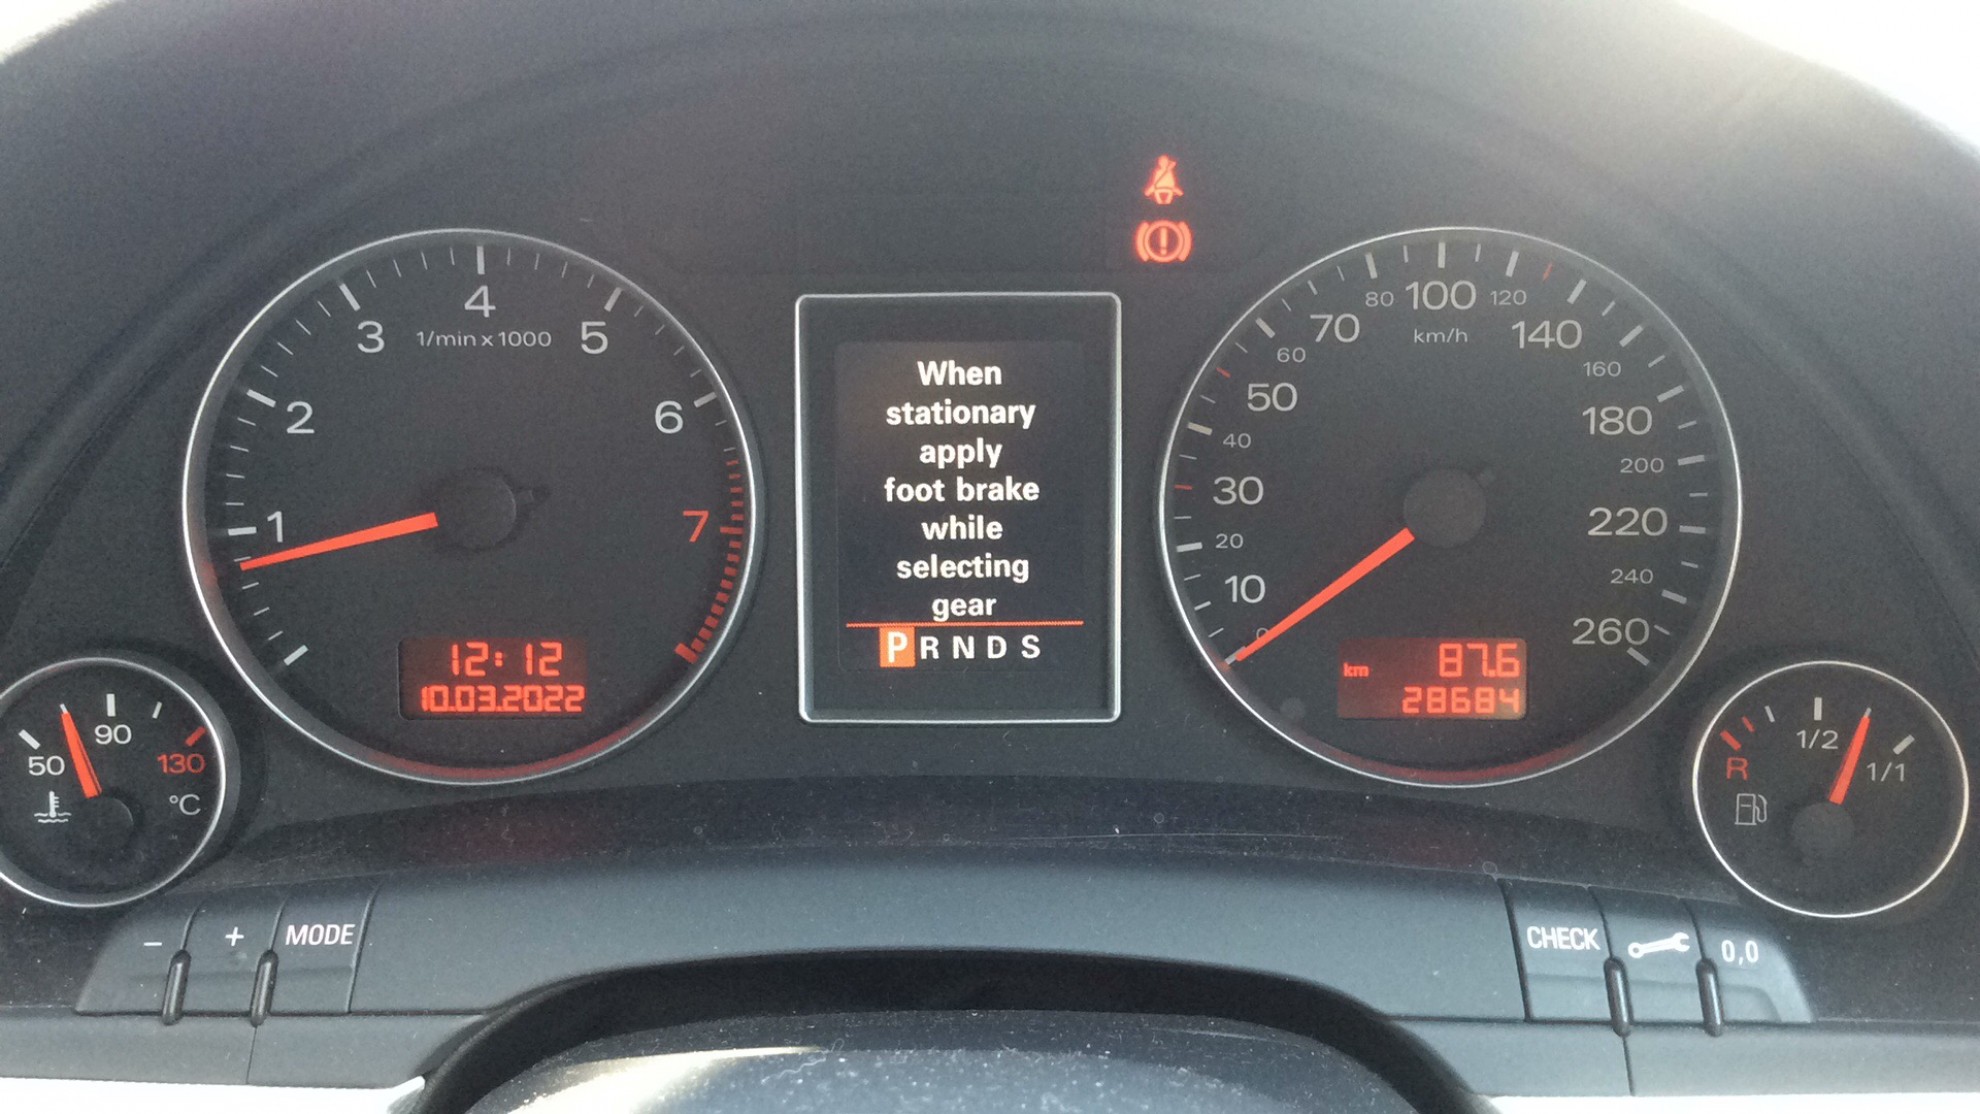 1
2
3
4
5
6
7
1/min x 1000
12:12
10.03.2022
50
90
130
°C
When
stationary
apply
foot brake
while
selecting
gear
P R N D S
0
10
20
30
40
50
60
70
80
100
120
140
160
180
200
220
240
260
km/h
km 87.6
28684
R
1/2
1/1
- + MODE
CHECK 0,0